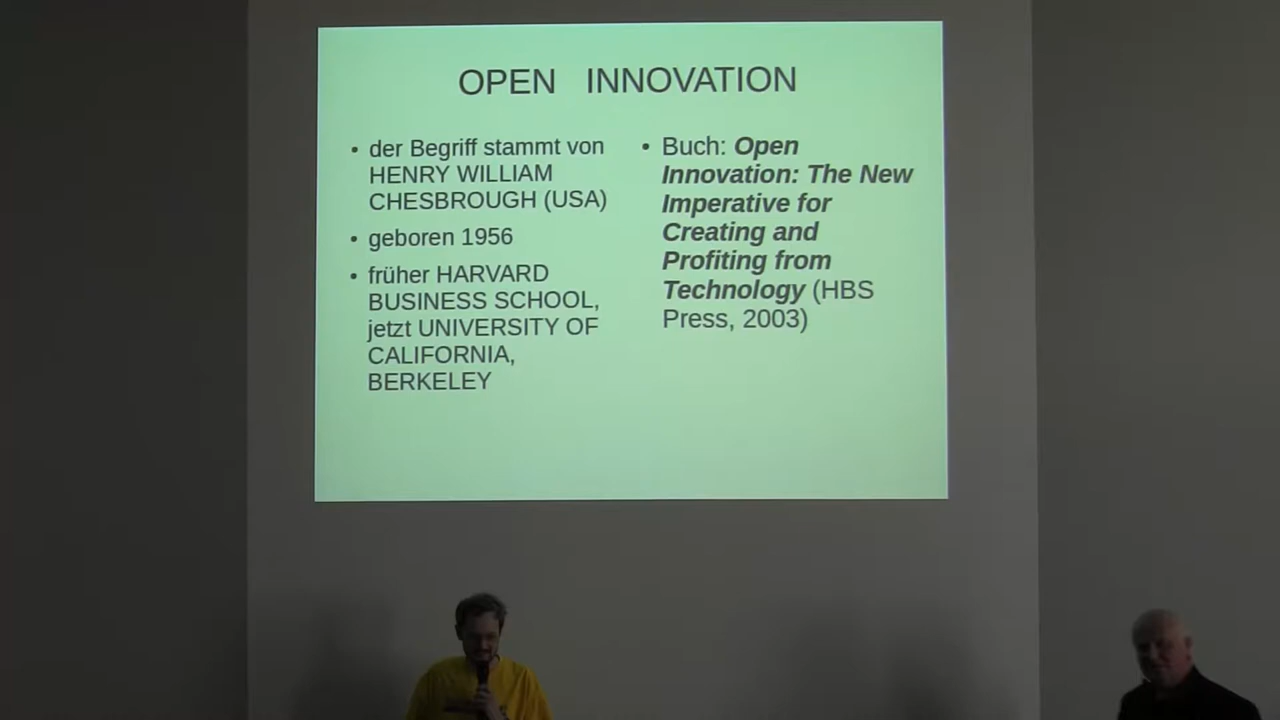 OPEN INNOVATION
• der Begriff stammt von
HENRY WILLIAM
CHESBROUGH (USA)
• geboren 1956
• früher HARVARD
BUSINESS SCHOOL,
jetzt UNIVERSITY OF
CALIFORNIA,
BERKELEY
• Buch: Open
Innovation: The New
Imperative for
Creating and
Profiting from
Technology (HBS
Press, 2003)